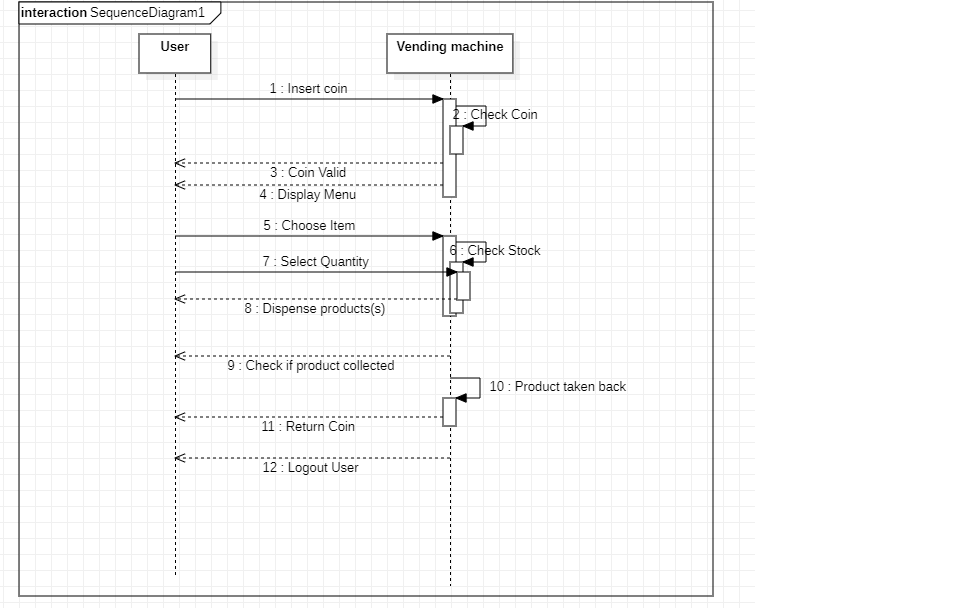 interaction SequenceDiagram1
User
Vending machine
1 : Insert coin
2 : Check Coin
3 : Coin Valid
4 : Display Menu
5 : Choose Item
6 : Check Stock
7 : Select Quantity
8 : Dispense products(s)
9 : Check if product collected
10 : Product taken back
11 : Return Coin
12 : Logout User